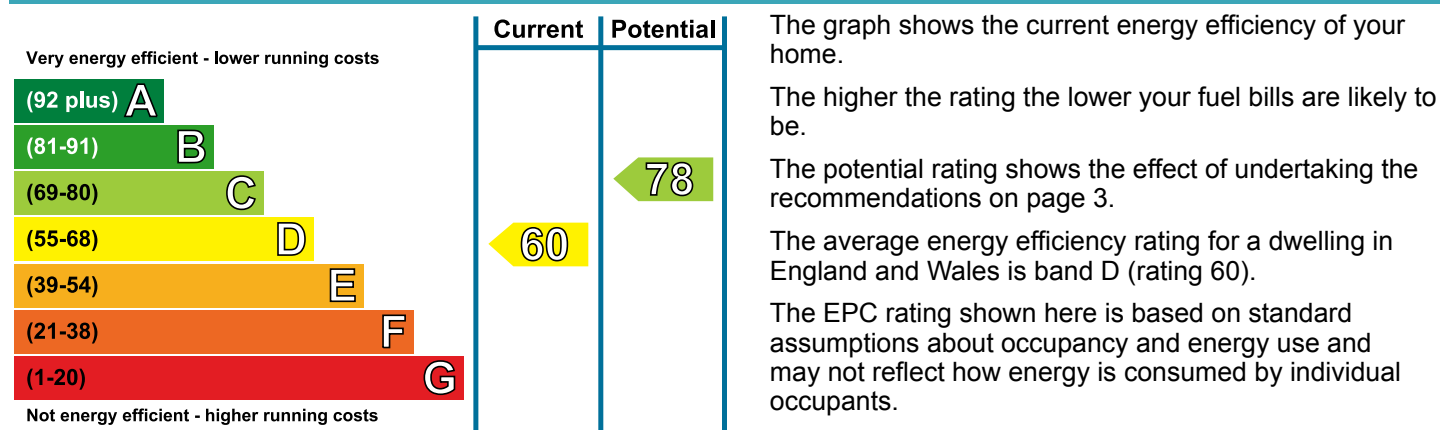 Current Potential
Very energy efficient - lower running costs
(92 plus) A
(81-91) B
(69-80) C
(55-68) D
(39-54) E
(21-38) F
(1-20) G
Not energy efficient - higher running costs
78
60
The graph shows the current energy efficiency of your
home.
The higher the rating the lower your fuel bills are likely to
be.
The potential rating shows the effect of undertaking the
recommendations on page 3.
The average energy efficiency rating for a dwelling in
England and Wales is band D (rating 60).
The EPC rating shown here is based on standard
assumptions about occupancy and energy use and
may not reflect how energy is consumed by individual
occupants.